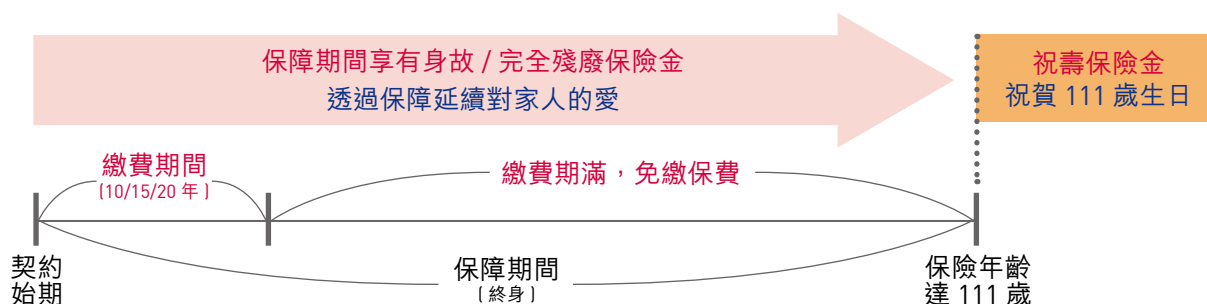 保障期間享有身故 / 完全殘廢保險金
透過保障延續對家人的愛
祝壽保險金
祝賀 111 歲生日
繳費期間
(10/15/20 年)
繳費期滿，免繳保費
契約
始期
保障期間
(終身)
保險年齡
達 111 歲